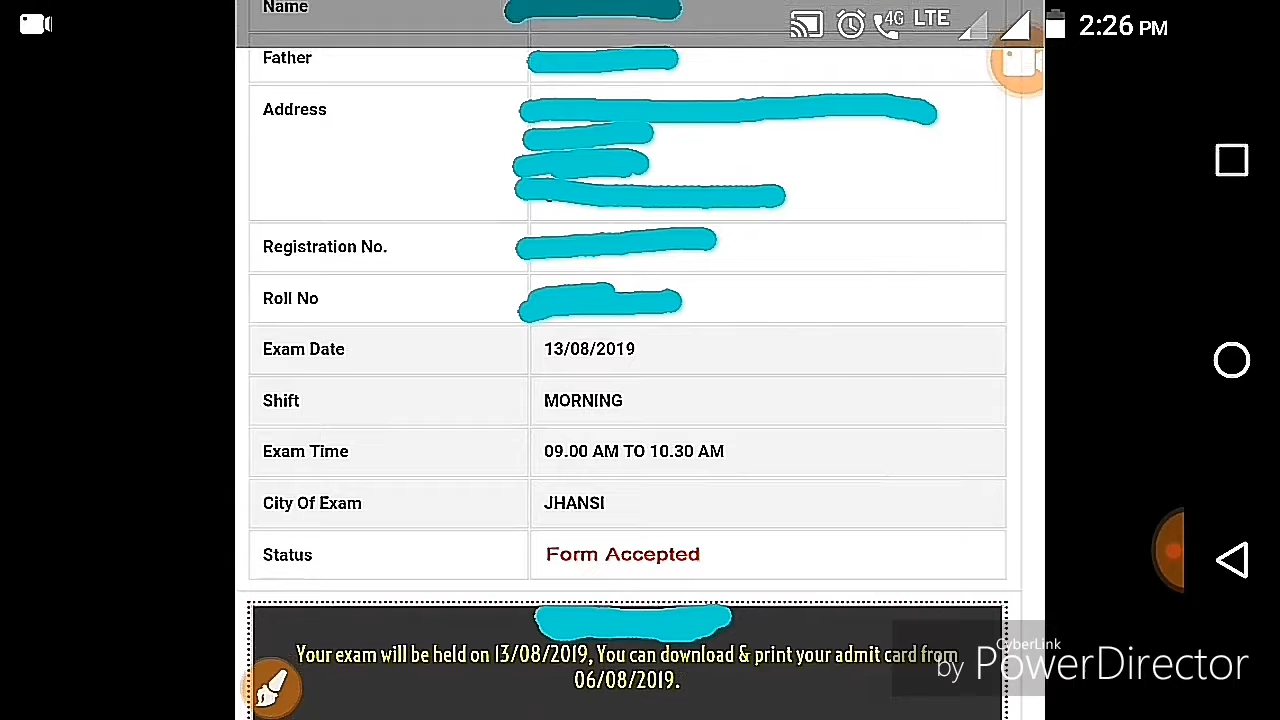 4G LTE 2:26 PM
Name
Father
Address
Registration No.
Roll No
Exam Date 13/08/2019
Shift MORNING
Exam Time 09.00 AM TO 10.30 AM
City Of Exam JHANSI
Status Form Accepted
Your exam will be held on 13/08/2019, You can download & print your admit card from
06/08/2019.
CyberLink
by PowerDirector